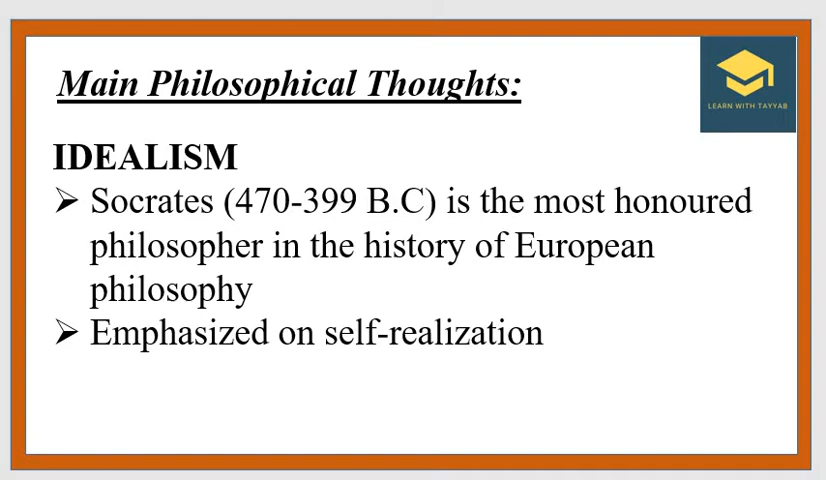 Main Philosophical Thoughts:
LEARN WITH TAYYAB
IDEALISM
➢ Socrates (470-399 B.C) is the most honoured
philosopher in the history of European
philosophy
➢ Emphasized on self-realization